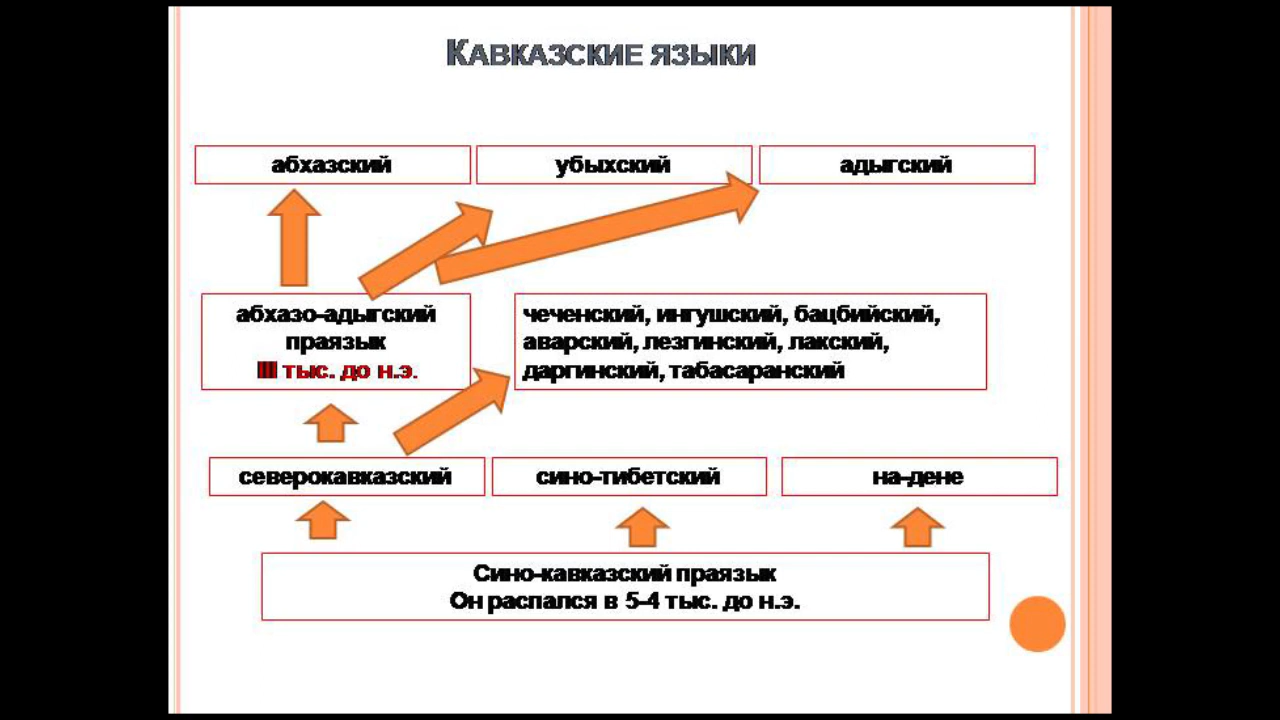 Кавказские языки
абхазский
убыхский
адыгский
абхазо-адыгский
праязык
III тыс. до н.э.
чеченский, ингушский, бацбийский,
аварский, лезгинский, лакский,
даргинский, табасаранский
северокавказский
сино-тибетский
на-дене
Сино-кавказский праязык
Он распался в 5-4 тыс. до н.э.